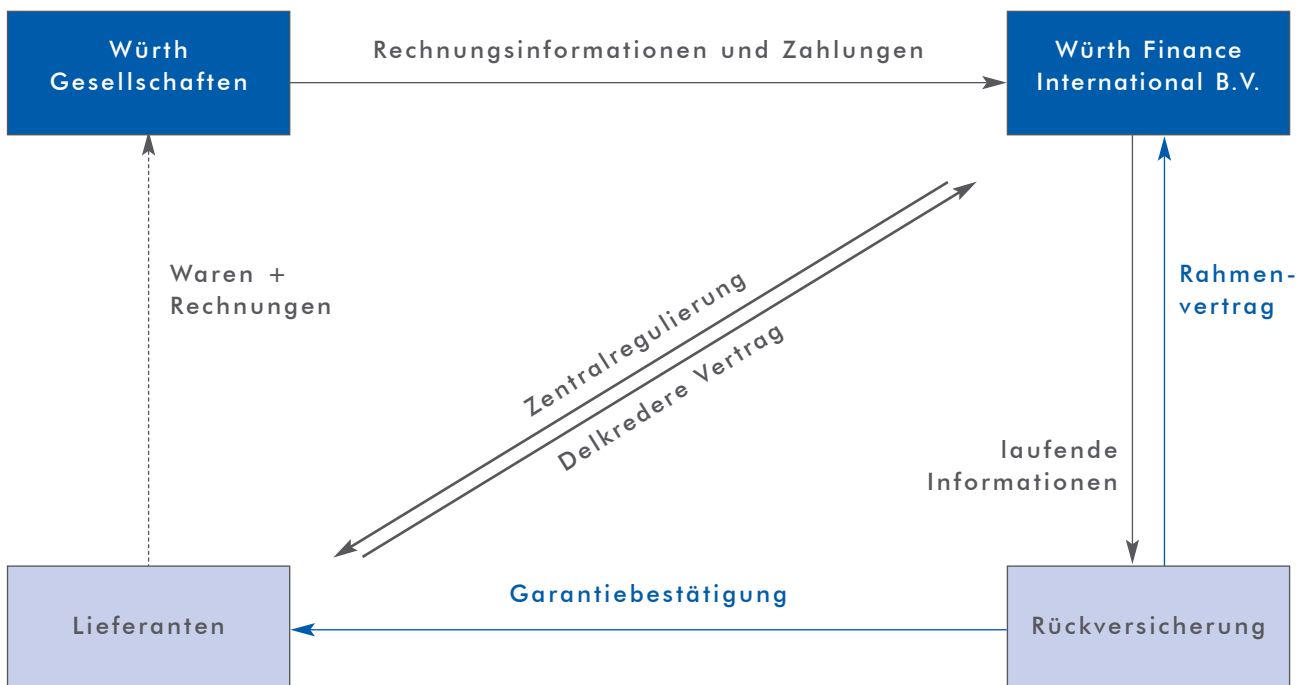 Würth
Gesellschaften
Rechnungsinformationen und Zahlungen
Würth Finance
International B.V.
Waren +
Rechnungen
Zentralregulierung
Delkredere Vertrag
Rahmen-
vertrag
laufende
Informationen
Lieferanten
Garantiebestätigung
Rückversicherung